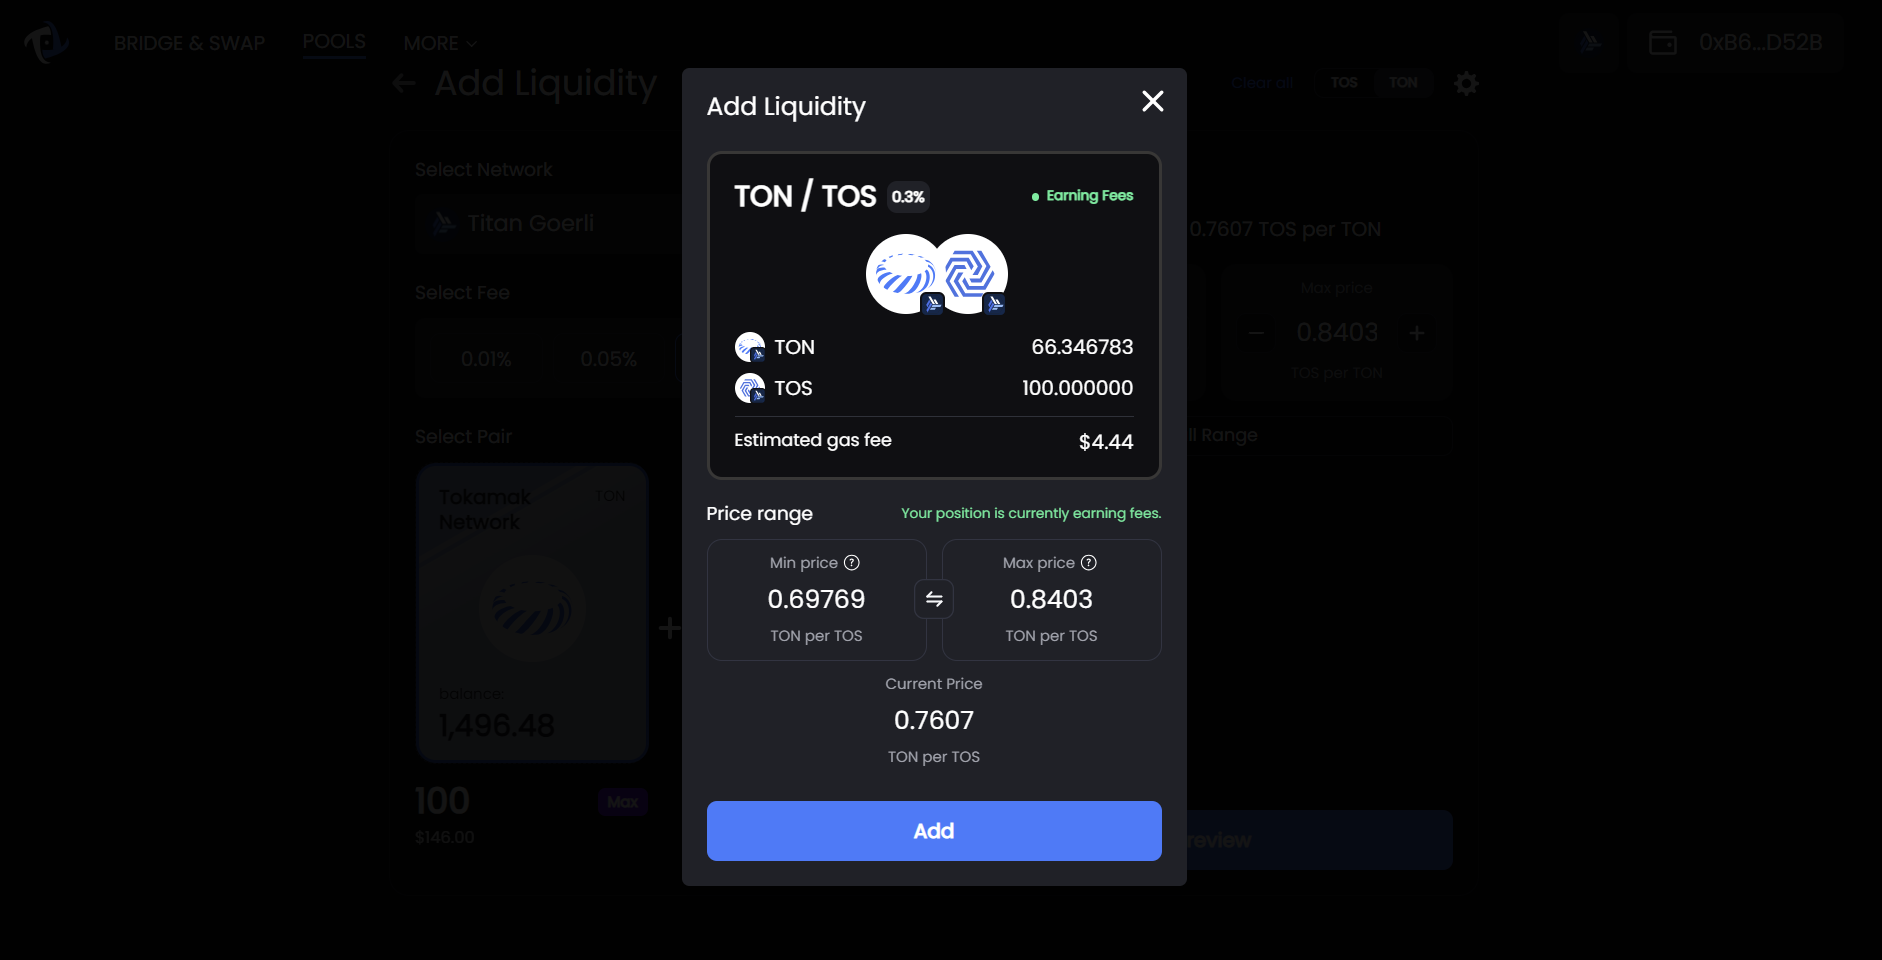 BRIDGE & SWAP
POOLS
MORE
0xB6...D52B
Add Liquidity
Clear all
TOS
TON
Select Network
Titan Goerli
Select Fee
0.01%
0.05%
Select Pair
Tokamak
Network
TON
balance:
1,496.48
100
Max
$146.00
0.7607 TOS per TON
Max price
0.8403
TOS per TON
ll Range
review
Add Liquidity
TON / TOS
0.3%
Earning Fees
TON
66.346783
TOS
100.000000
Estimated gas fee
$4.44
Price range
Your position is currently earning fees.
Min price
0.69769
TON per TOS
Max price
0.8403
TON per TOS
Current Price
0.7607
TON per TOS
Add